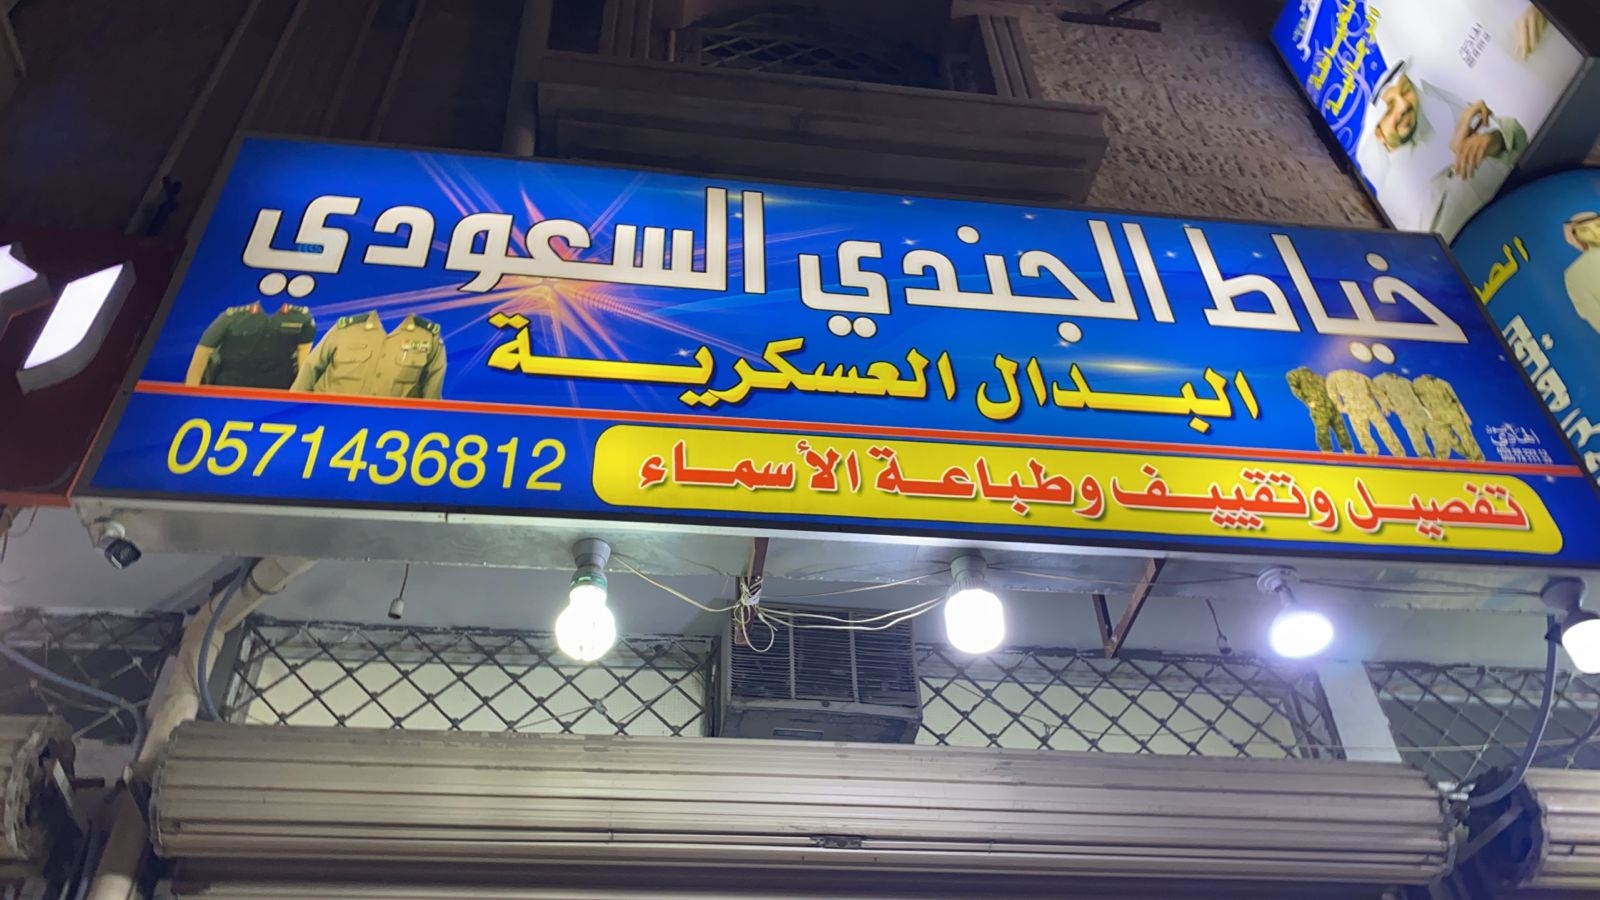 خياط الجندي السعودي
البدال العسكرية
تفصيل وتقييف وطباعة الأسماء
0571436812